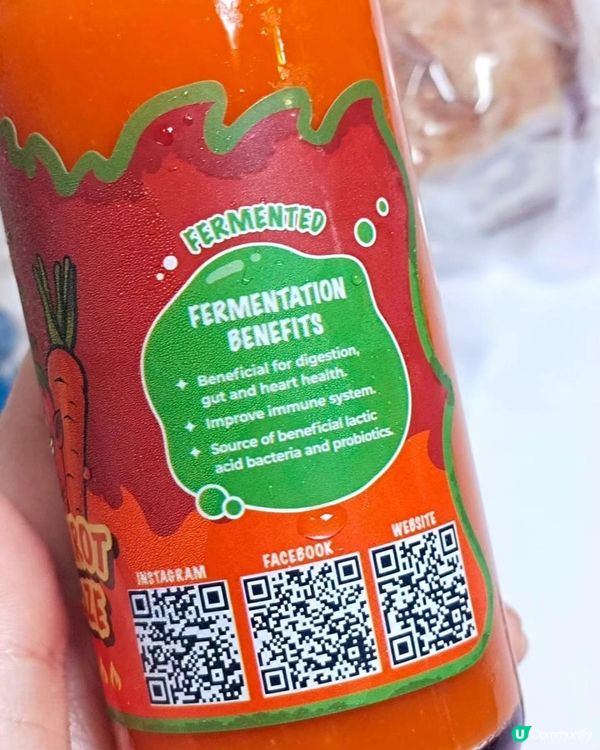 FERMENTED
FERMENTATION
BENEFITS
✦ Beneficial for digestion,
gut and heart health.
✦ Improve immune system.
✦ Source of beneficial lactic
acid bacteria and probiotics.
INSTAGRAM
FACEBOOK
WEBSITE
U Community